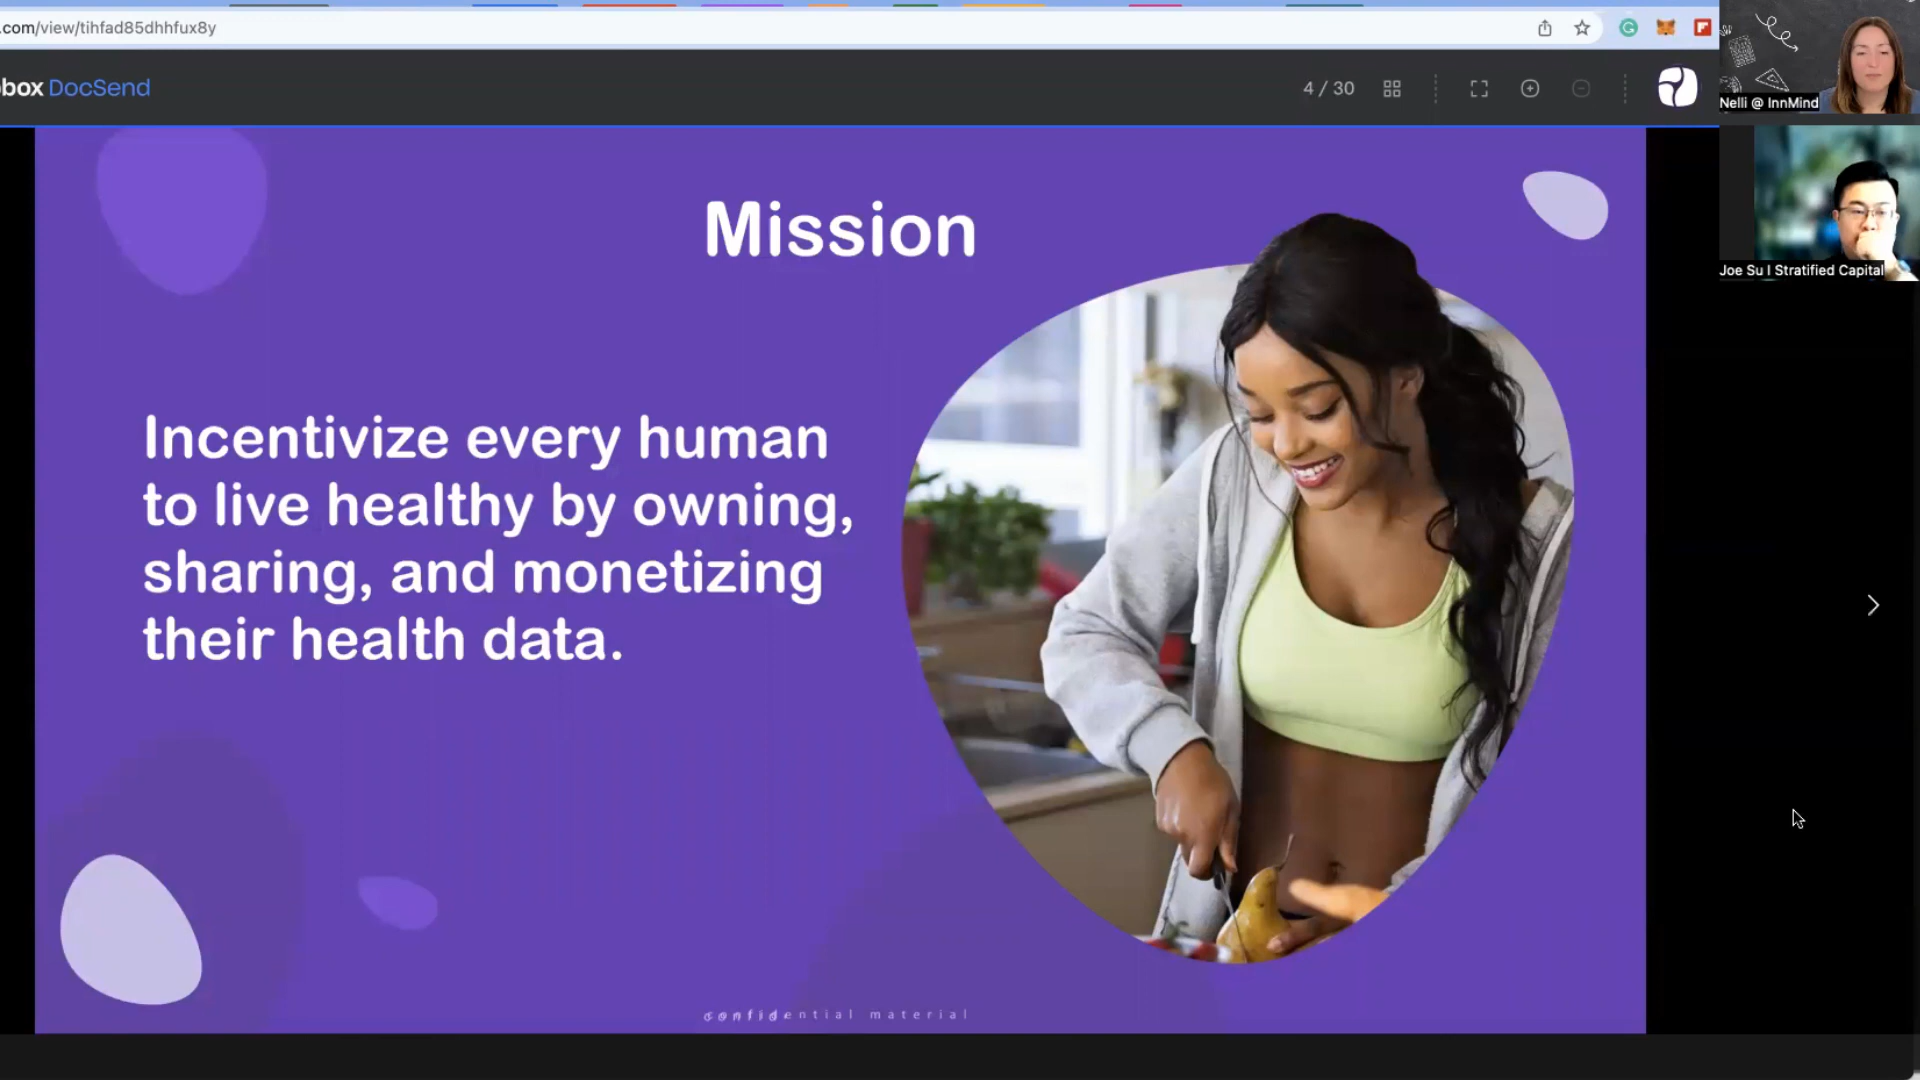 .com/view/tihfad85dhhfux8y
box DocSend
4 / 30
Nelli @ InnMind
Joe Su I Stratified Capital
Mission
Incentivize every human
to live healthy by owning,
sharing, and monetizing
their health data.
confidential material